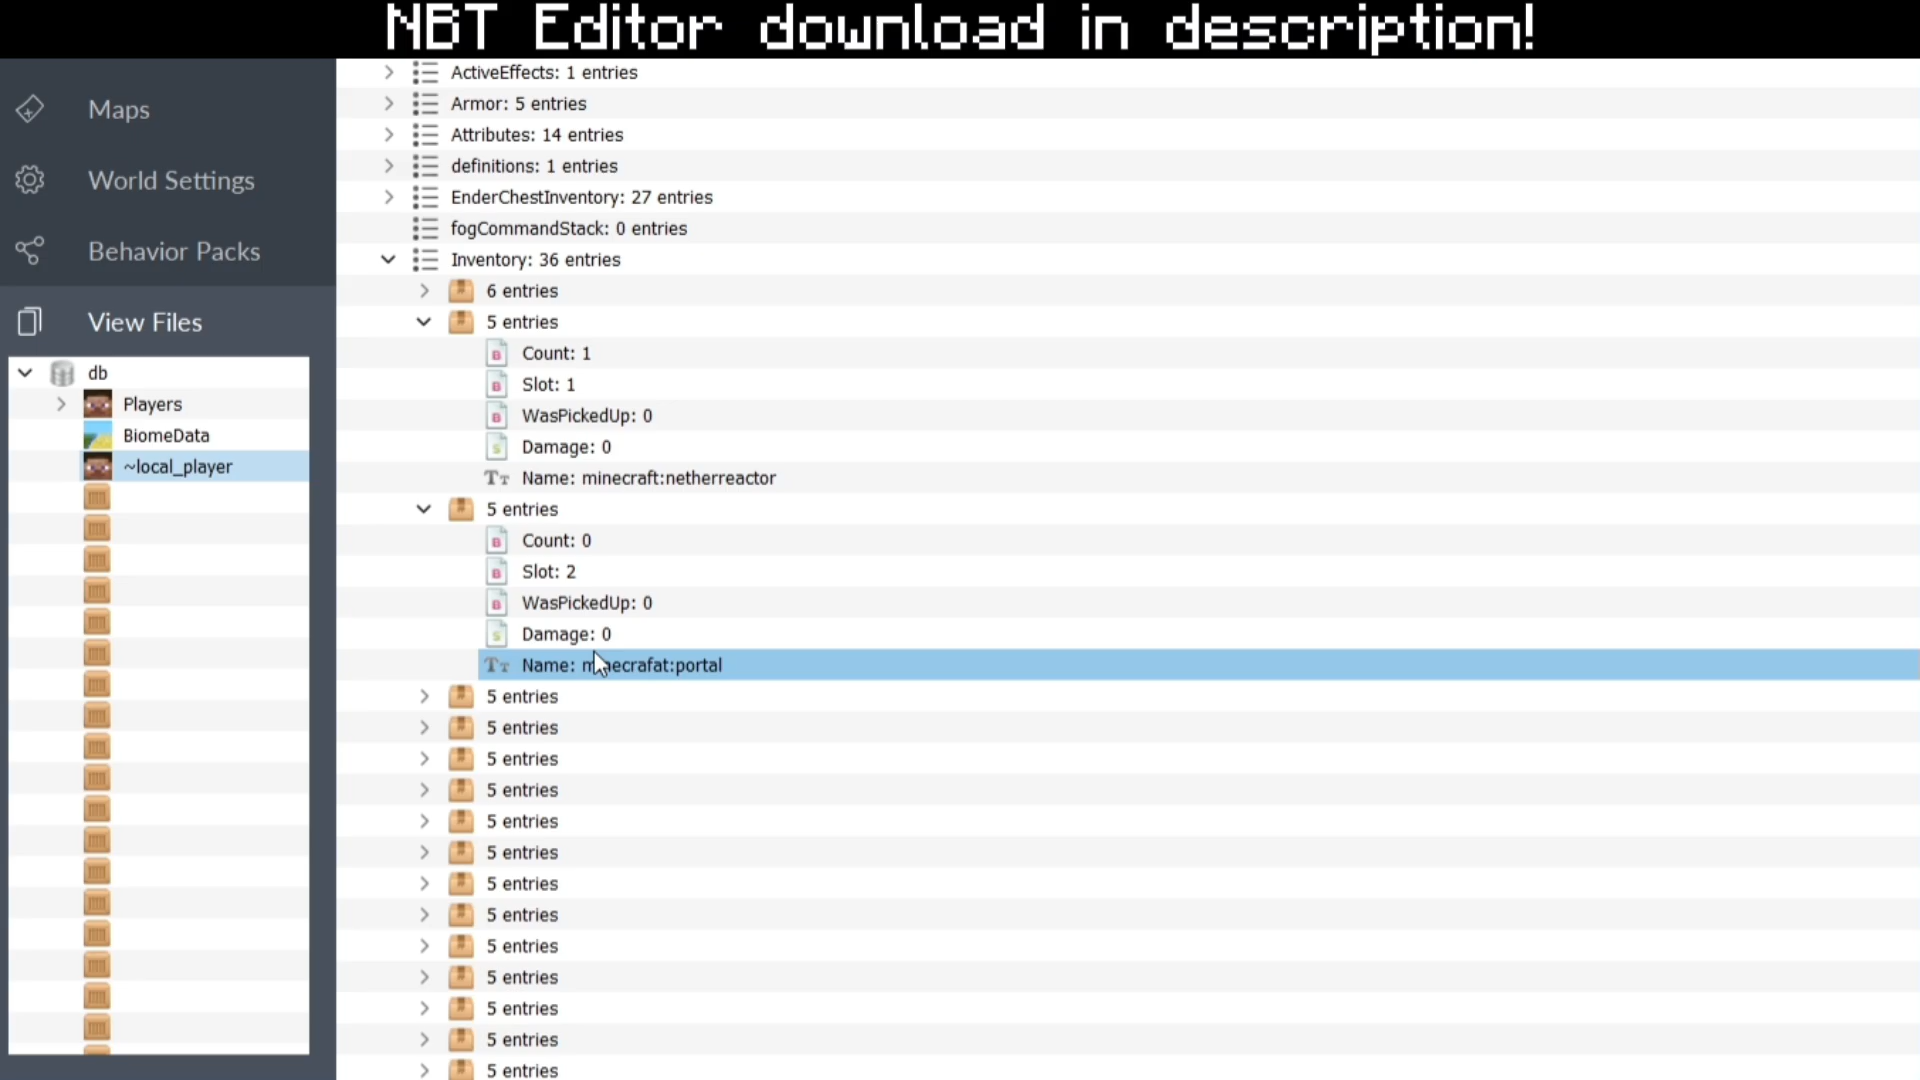 NBT Editor download in description!
Maps
World Settings
Behavior Packs
View Files
db
Players
BiomeData
~local_player
ActiveEffects: 1 entries
Armor: 5 entries
Attributes: 14 entries
definitions: 1 entries
EnderChestInventory: 27 entries
fogCommandStack: 0 entries
Inventory: 36 entries
6 entries
5 entries
Count: 1
Slot: 1
WasPickedUp: 0
Damage: 0
Name: minecraft:netherreactor
5 entries
Count: 0
Slot: 2
WasPickedUp: 0
Damage: 0
Name: minecrafat:portal
5 entries
5 entries
5 entries
5 entries
5 entries
5 entries
5 entries
5 entries
5 entries
5 entries
5 entries
5 entries
5 entries